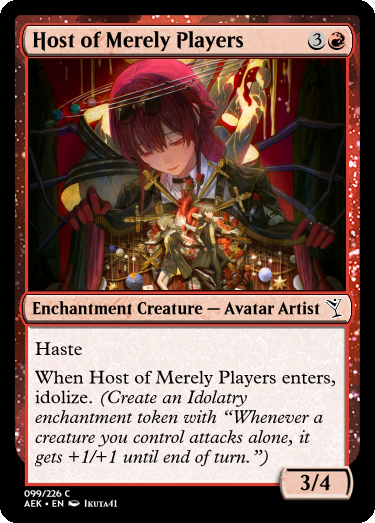 Host of Merely Players 3
Enchantment Creature — Avatar Artist
Haste
When Host of Merely Players enters,
idolize. (Create an Idolatry
enchantment token with “Whenever a
creature you control attacks alone, it
gets +1/+1 until end of turn.”)
3/4
099/226 C
AEK • EN Ikuta41